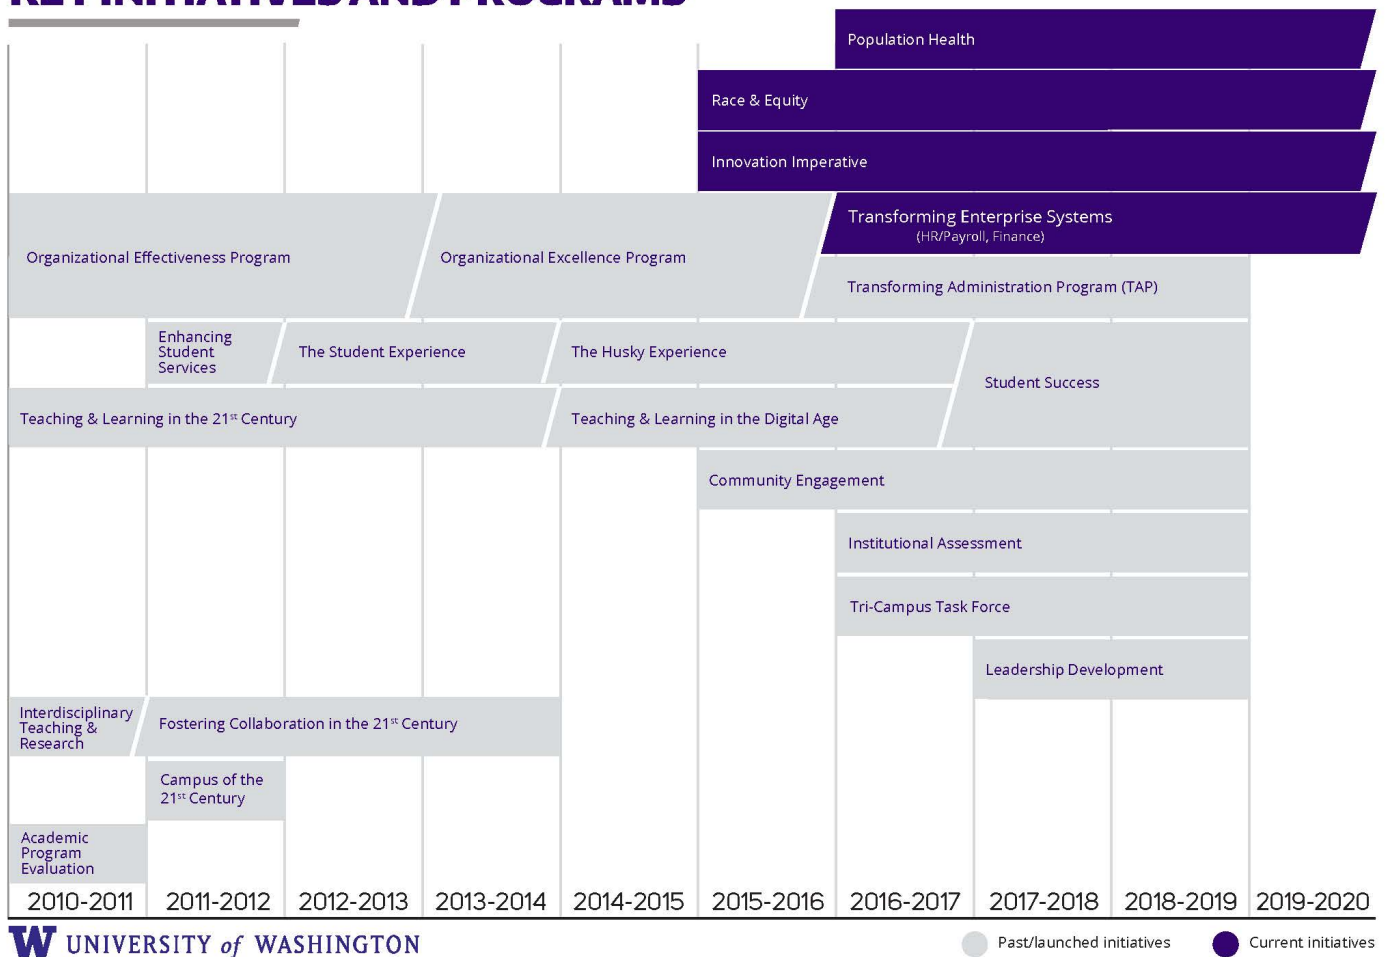 KEY INITIATIVES AND PROGRAMS
Population Health
Race & Equity
Innovation Imperative
Transforming Enterprise Systems
(HR/Payroll, Finance)
Organizational Effectiveness Program
Organizational Excellence Program
Transforming Administration Program (TAP)
Enhancing
Student
Services
The Student Experience
The Husky Experience
Student Success
Teaching & Learning in the 21st Century
Teaching & Learning in the Digital Age
Community Engagement
Institutional Assessment
Tri-Campus Task Force
Leadership Development
Interdisciplinary
Teaching &
Research
Fostering Collaboration in the 21st Century
Campus of the
21st Century
Academic
Program
Evaluation
2010-2011 2011-2012 2012-2013 2013-2014 2014-2015 2015-2016 2016-2017 2017-2018 2018-2019 2019-2020
W UNIVERSITY of WASHINGTON
Past/launched initiatives
Current initiatives